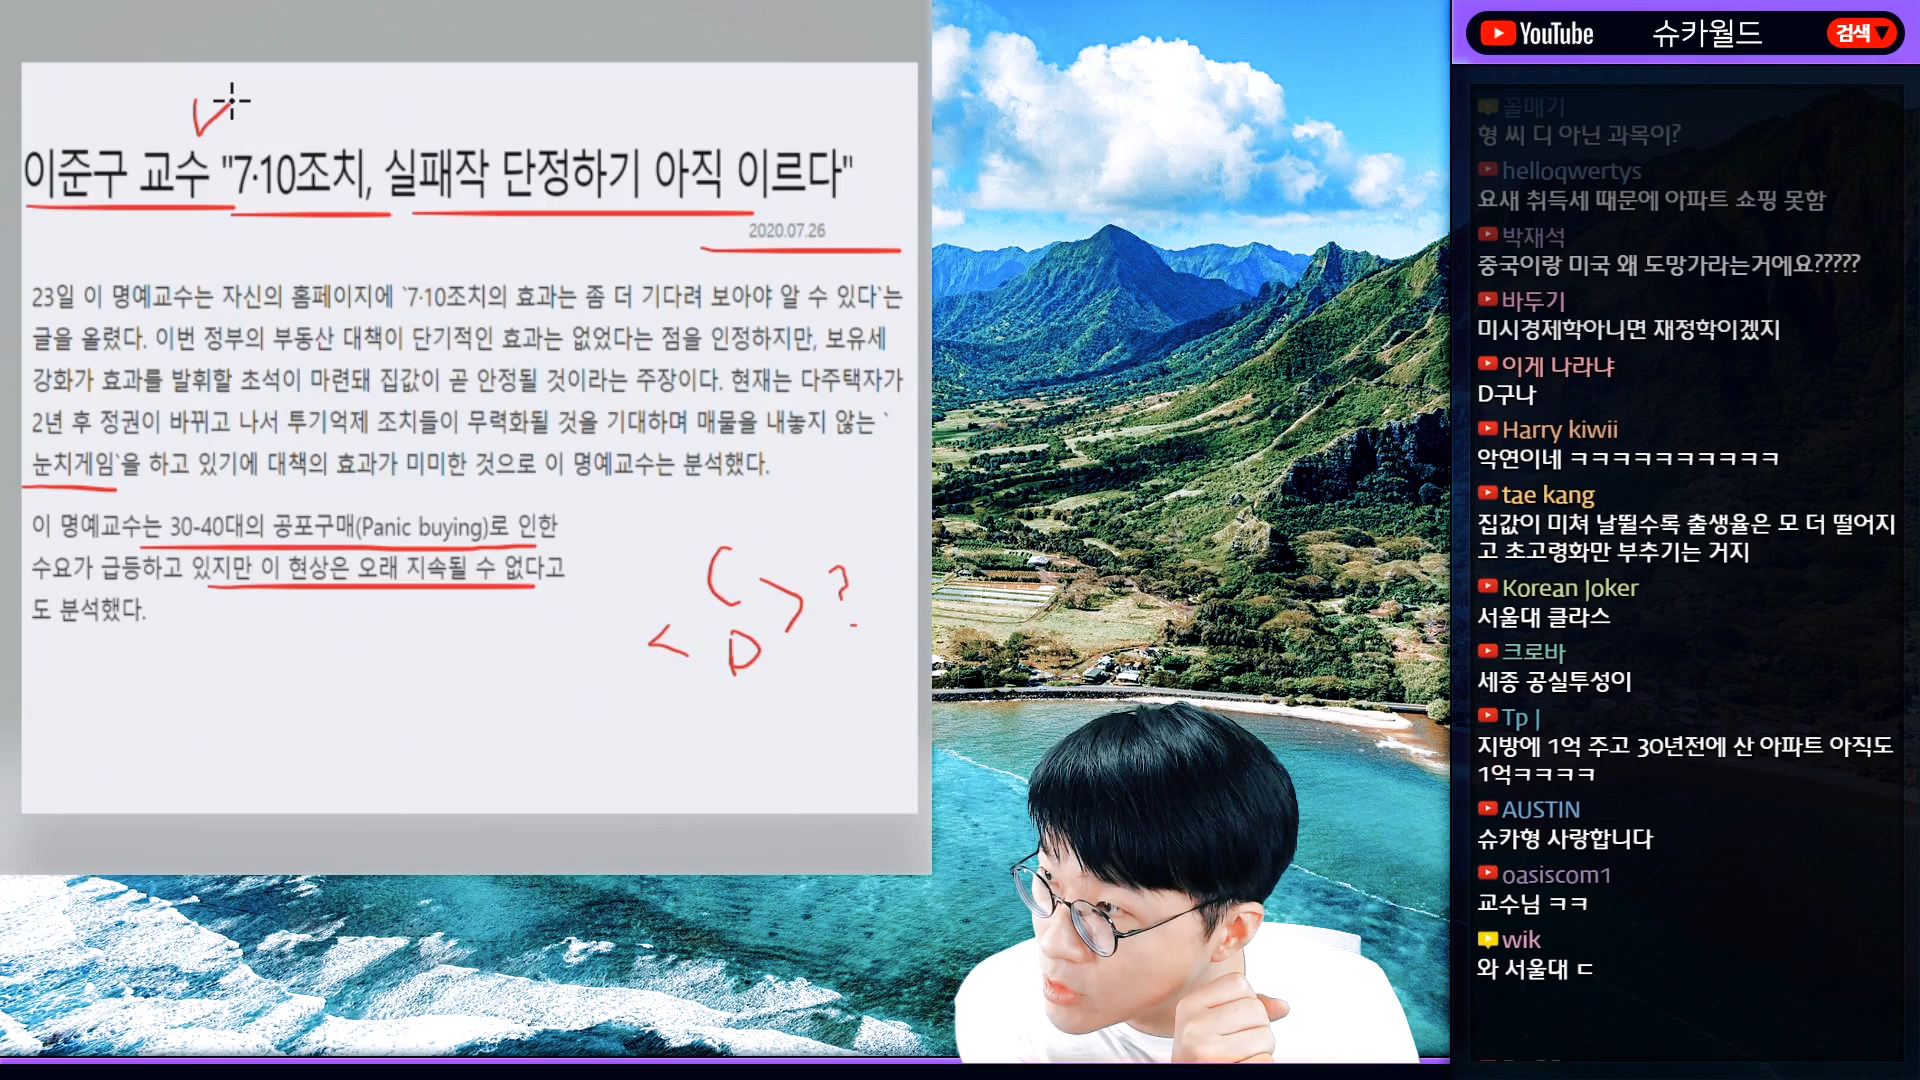 이준구 교수 "7·10조치, 실패작 단정하기 아직 이르다"
2020.07.26
23일 이 명예교수는 자신의 홈페이지에 `7·10조치의 효과는 좀 더 기다려 보아야 알 수 있다`는
글을 올렸다. 이번 정부의 부동산 대책이 단기적인 효과는 없었다는 점을 인정하지만, 보유세
강화가 효과를 발휘할 초석이 마련돼 집값이 곧 안정될 것이라는 주장이다. 현재는 다주택자가
2년 후 정권이 바뀌고 나서 투기억제 조치들이 무력화될 것을 기대하며 매물을 내놓지 않는 `
눈치게임`을 하고 있기에 대책의 효과가 미미한 것으로 이 명예교수는 분석했다.
이 명예교수는 30-40대의 공포구매(Panic buying)로 인한
수요가 급등하고 있지만 이 현상은 오래 지속될 수 없다고
도 분석했다.
C ?
D
YouTube 슈카월드 검색▼
꼴매기
형 씨 디 아닌 과목이?
helloqwertys
요새 취득세 때문에 아파트 쇼핑 못함
박재석
중국이랑 미국 왜 도망가라는거에요?????
바두기
미시경제학아니면 재정학이겠지
이게 나라냐
D구나
Harry kiwii
악연이네 ㅋㅋㅋㅋㅋㅋㅋㅋㅋㅋ
tae kang
집값이 미쳐 날뛸수록 출생율은 모 더 떨어지
고 초고령화만 부추기는 거지
Korean Joker
서울대 클라스
크로바
세종 공실투성이
Tp |
지방에 1억 주고 30년전에 산 아파트 아직도
1억ㅋㅋㅋㅋ
AUSTIN
슈카형 사랑합니다
oasiscom1
교수님 ㅋㅋ
wik
와 서울대 ㄷ